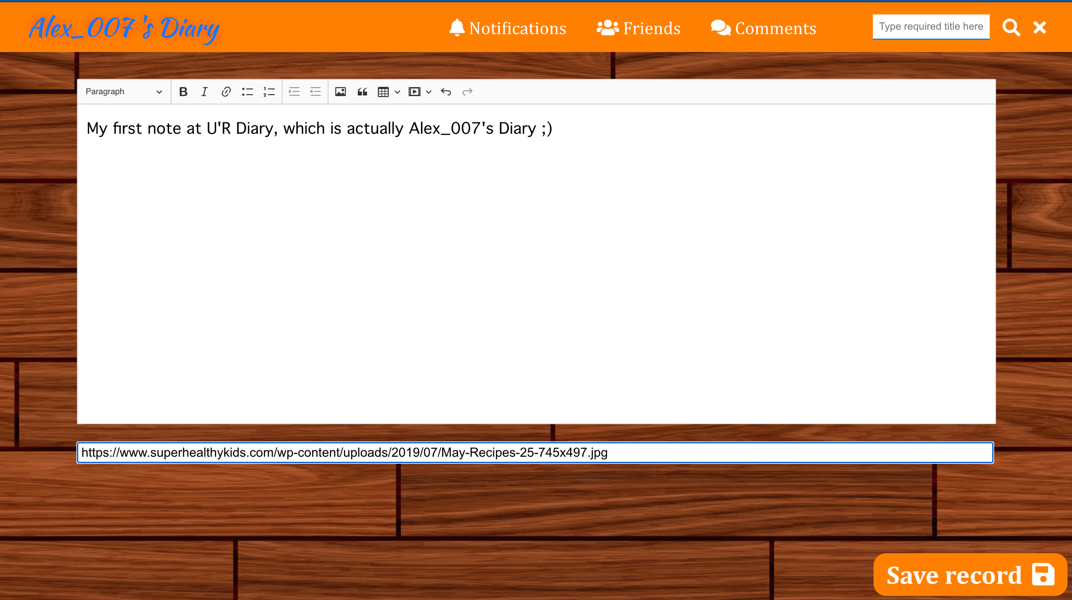 Alex_007 's Diary
Notifications
Friends
Comments
Type required title here
Paragraph
B
I
My first note at U'R Diary, which is actually Alex_007's Diary ;)
https://www.superhealthykids.com/wp-content/uploads/2019/07/May-Recipes-25-745x497.jpg
Save record